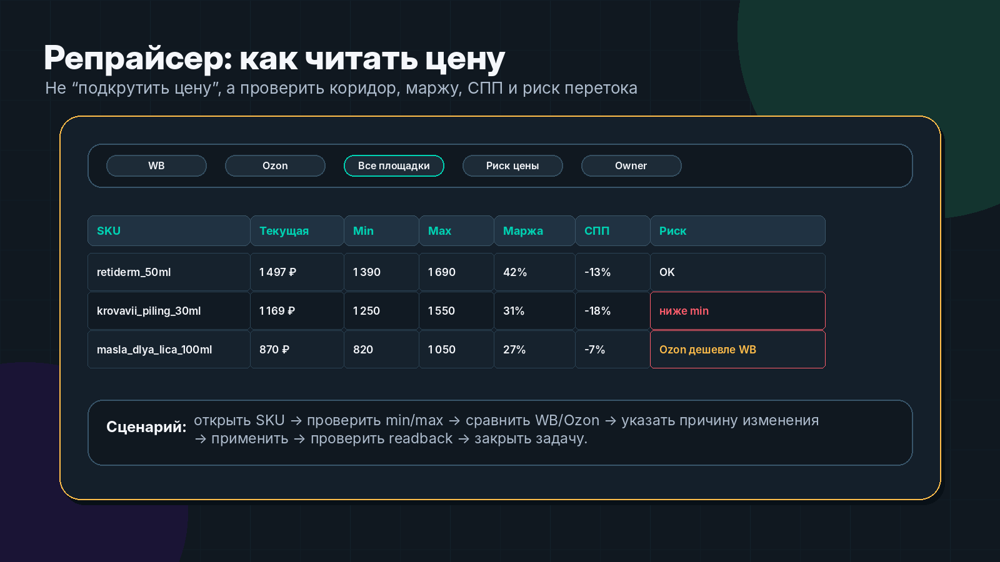 Репрайсер: как читать цену
Не “подкрутить цену”, а проверить коридор, маржу, СПП и риск перетока
WB Ozon Все площадки Риск цены Owner
SKU Текущая Min Max Маржа СПП Риск
retiderm_50ml 1 497 ₽ 1 390 1 690 42% -13% OK
krovavii_piling_30ml 1 169 ₽ 1 250 1 550 31% -18% ниже min
masla_dlya_lica_100ml 870 ₽ 820 1 050 27% -7% Ozon дешевле WB
Сценарий: открыть SKU → проверить min/max → сравнить WB/Ozon → указать причину изменения
→ применить → проверить readback → закрыть задачу.